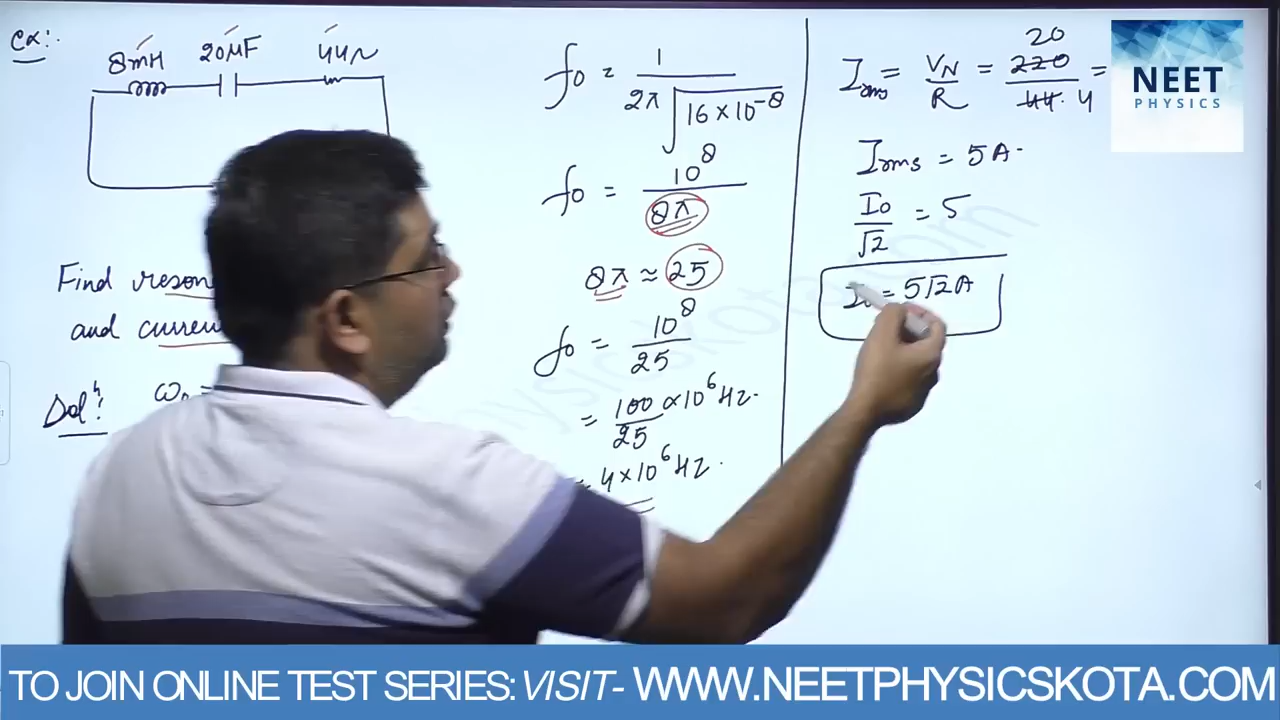 Ex:-
8mH 20μF 44Ω
Find reson
and curren
Solⁿ:
ω₀ =
f₀ = 1 / 2π√(16 × 10⁻⁸)
f₀ = 10⁸ / 8π
8π ≈ 25
f₀ = 10⁸ / 25
= 100/25 × 10⁶ Hz.
= 4 × 10⁶ Hz.
I_rms = V_N / R = 220 / 44 =
20
4
I_rms = 5A.
I₀ / √2 = 5
I₀ = 5√2 A
NEET
PHYSICS
TO JOIN ONLINE TEST SERIES: VISIT- WWW.NEETPHYSICSKOTA.COM